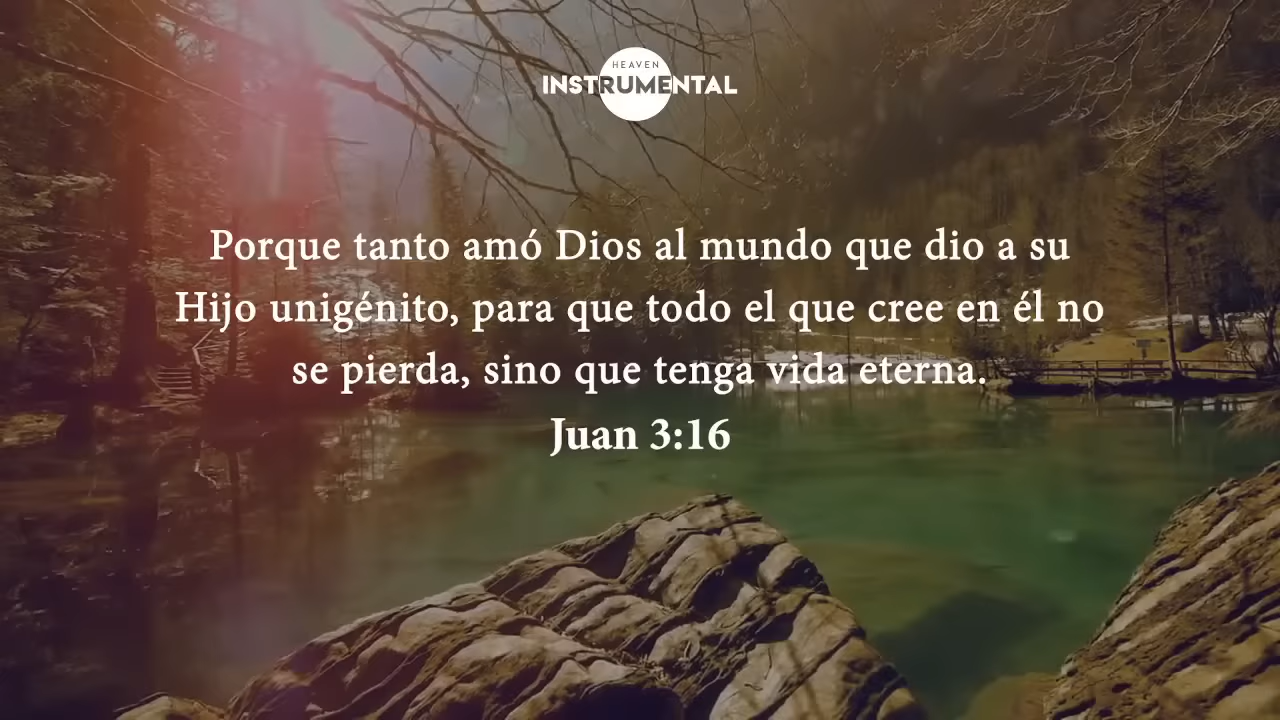 HEAVEN
INSTRUMENTAL
Porque tanto amó Dios al mundo que dio a su
Hijo unigénito, para que todo el que cree en él no
se pierda, sino que tenga vida eterna.
Juan 3:16